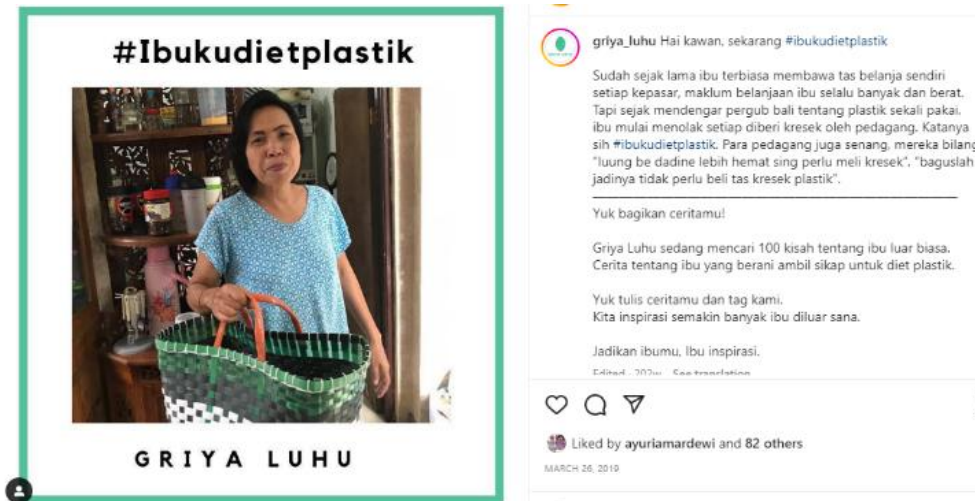 #Ibukudietplastik
GRIYA LUHU
griya_luhu Hai kawan, sekarang #ibukudietplastik
Sudah sejak lama ibu terbiasa membawa tas belanja sendiri
setiap kepasar, maklum belanjaan ibu selalu banyak dan berat.
Tapi sejak mendengar pergub bali tentang plastik sekali pakai.
ibu mulai menolak setiap diberi kresek oleh pedagang. Katanya
sih #ibukudietplastik. Para pedagang juga senang, mereka bilang
"luung be dadine lebih hemat sing perlu meli kresek", "baguslah
jadinya tidak perlu beli tas kresek plastik".
Yuk bagikan ceritamu!
Griya Luhu sedang mencari 100 kisah tentang ibu luar biasa.
Cerita tentang ibu yang berani ambil sikap untuk diet plastik.
Yuk tulis ceritamu dan tag kami.
Kita inspirasi semakin banyak ibu diluar sana.
Jadikan ibumu, Ibu inspirasi.
Edited · 202w See translation
Liked by ayuriamardewi and 82 others
MARCH 26, 2019